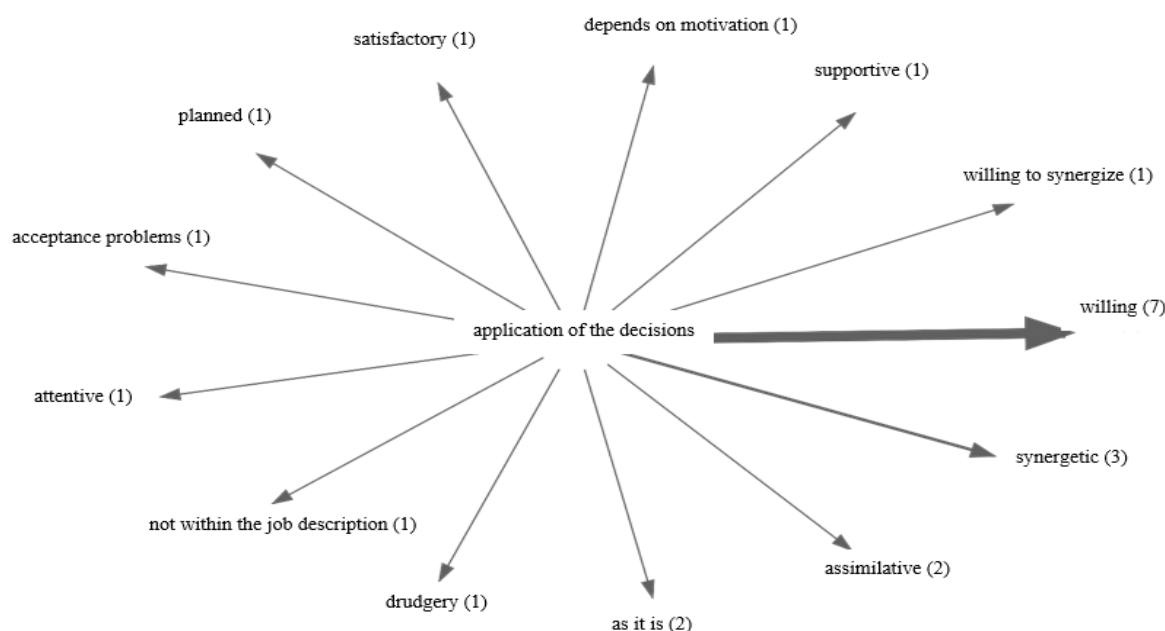 depends on motivation (1)
satisfactory (1)
supportive (1)
planned (1)
willing to synergize (1)
acceptance problems (1)
willing (7)
application of the decisions
attentive (1)
synergetic (3)
not within the job description (1)
assimilative (2)
drudgery (1)
as it is (2)